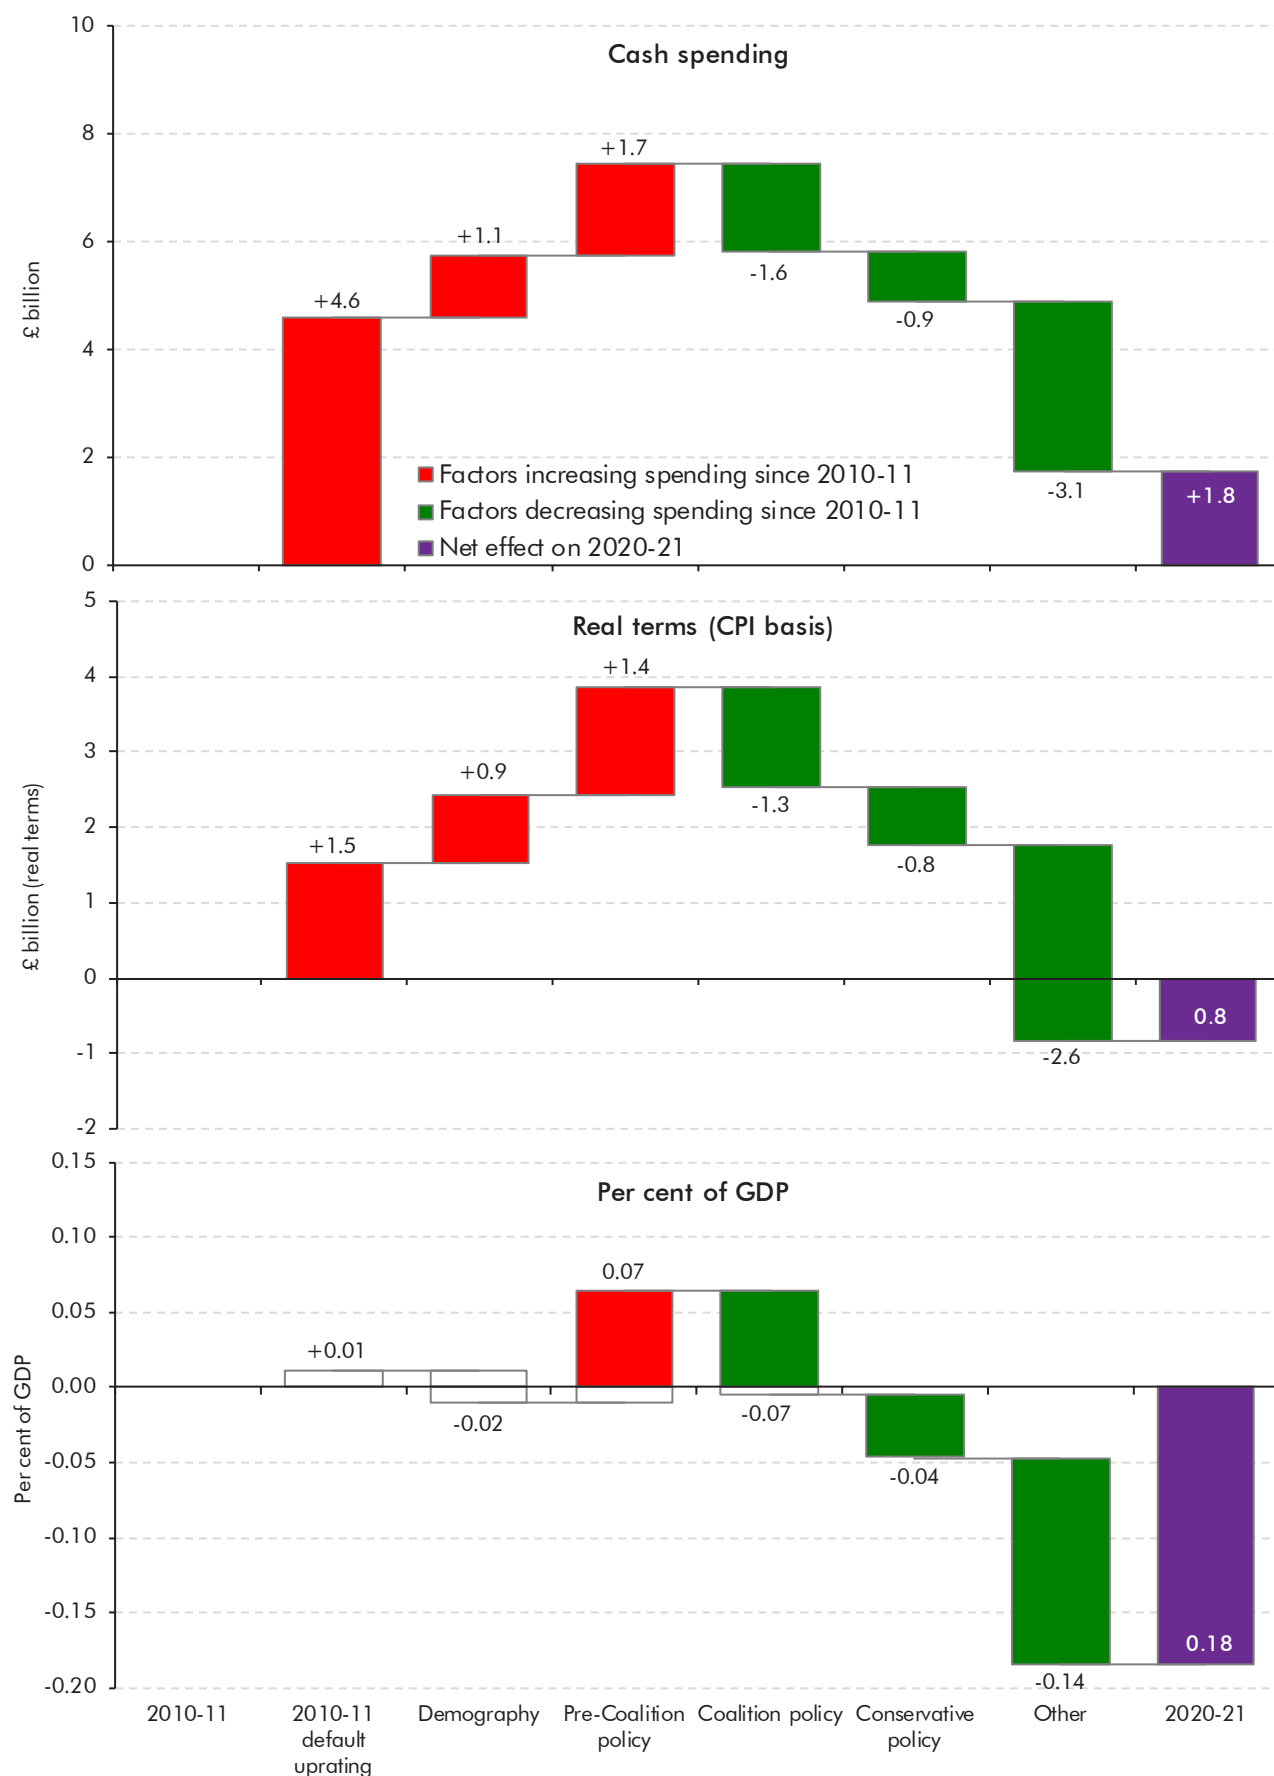 Cash spending
£ billion
10
8
6
4
2
0
+4.6
+1.1
+1.7
-1.6
-0.9
-3.1
+1.8
Factors increasing spending since 2010-11
Factors decreasing spending since 2010-11
Net effect on 2020-21
Real terms (CPI basis)
£ billion (real terms)
5
4
3
2
1
0
-1
-2
+1.5
+0.9
+1.4
-1.3
-0.8
-2.6
0.8
Per cent of GDP
Per cent of GDP
0.15
0.10
0.05
0.00
-0.05
-0.10
-0.15
-0.20
+0.01
-0.02
0.07
-0.07
-0.04
-0.14
0.18
2010-11
2010-11
default
uprating
Demography
Pre-Coalition
policy
Coalition policy
Conservative
policy
Other
2020-21